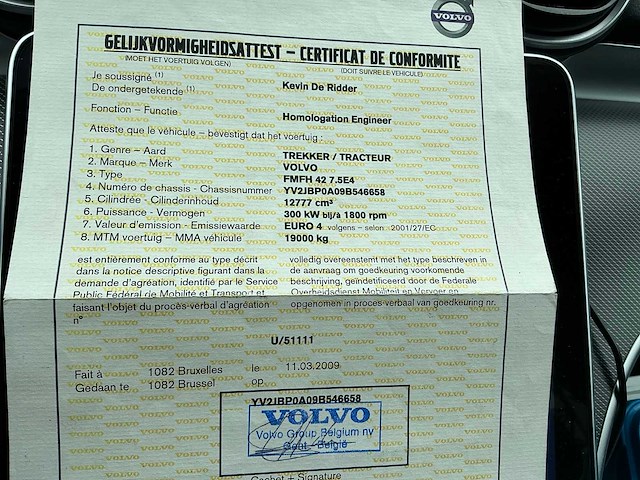 VOLVO
GELIJKVORMIGHEIDSATTEST – CERTIFICAT DE CONFORMITE
(MOET HET VOERTUIG VOLGEN) (DOIT SUIVRE LE VEHICULE)
Je soussigné (1)
De ondergetekende (1) Kevin De Ridder
Fonction – Functie Homologation Engineer
Atteste que le véhicule – bevestigt dat het voertuig :
1. Genre – Aard TREKKER / TRACTEUR
2. Marque – Merk VOLVO
3. Type FMFH 42 7.5E4
4. Numéro de chassis - Chassisnummer YV2JBP0A09B546658
5. Cilindrée - Cilinderinhoud 12777 cm³
6. Puissance - Vermogen 300 kW bij/a 1800 rpm
7. Valeur d'émission - Emissiewaarde EURO 4 volgens – selon 2001/27/EC
8. MTM voertuig – MMA véhicule 19000 kg
est entièrement conforme au type décrit
dans la notice descriptive figurant dans la
demande d'agréation, identifié par le Service
Public Fédéral de Mobilité et Transport et
faisant l'objet du procès-verbal d'agréation
n°
volledig overeenstemt met het type beschreven in
de aanvraag om goedkeuring voorkomende
beschrijving, geïdentificeerd door de Federale
Overheidsdienst Mobiliteit en Vervoer en
opgenomen in proces-verbaal van goedkeuring nr.
U/51111
Fait à 1082 Bruxelles le 11.03.2009
Gedaan te 1082 Brussel op
YV2JBP0A09B546658
VOLVO
Volvo Group Belgium nv
Gent - België
Cachet + Signature